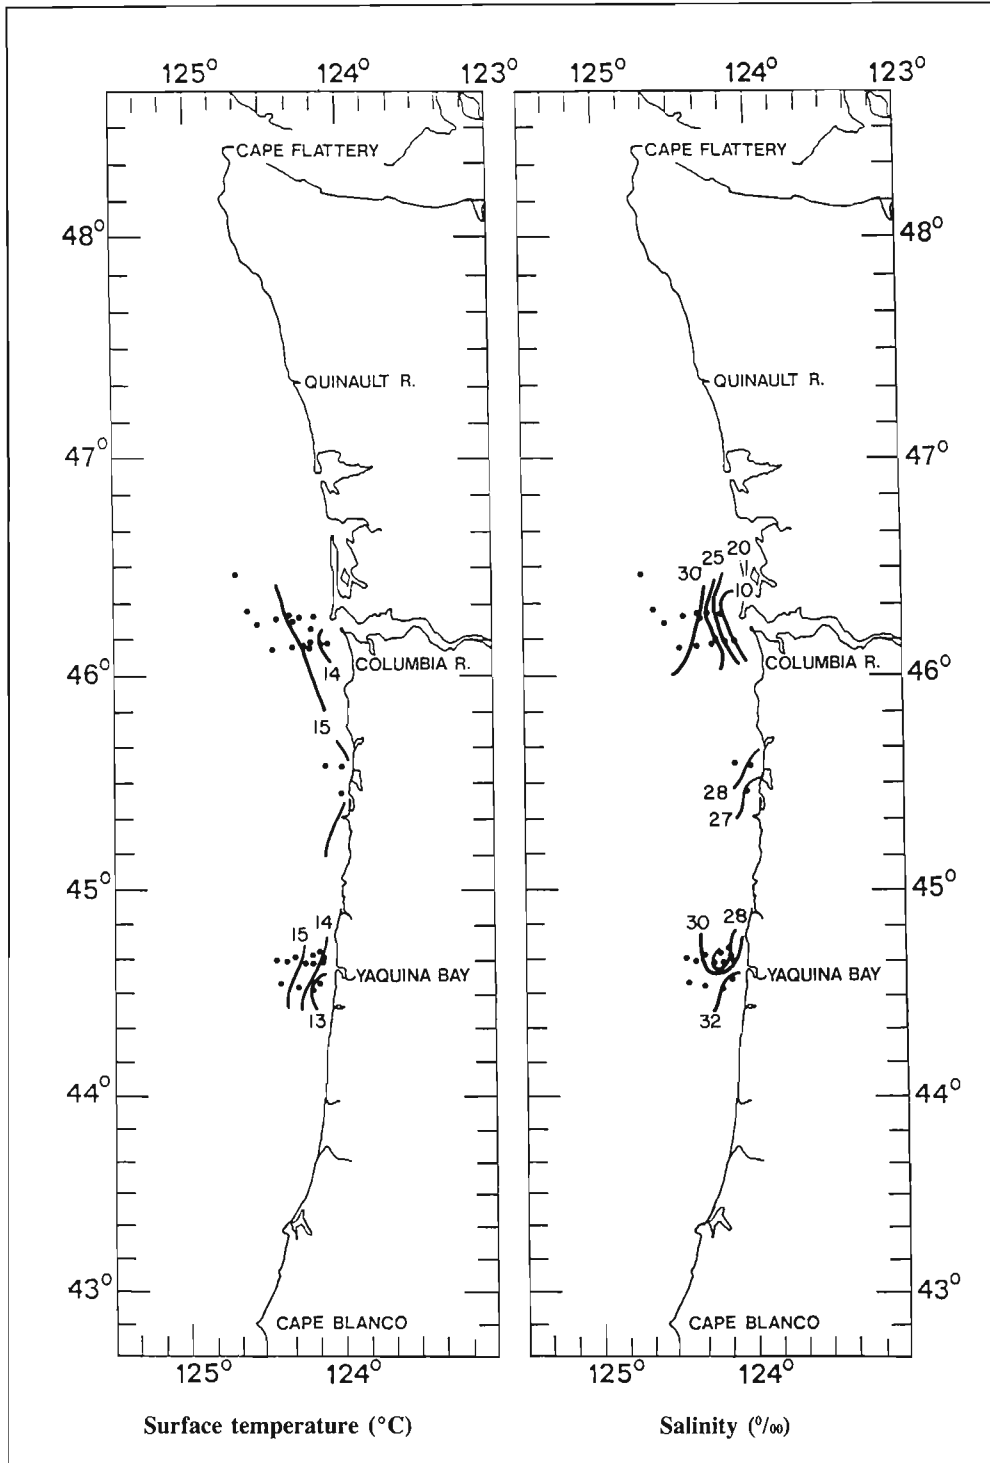 125° 124° 123°
CAPE FLATTERY
48°
QUINAULT R.
47°
46°
COLUMBIA R.
14
15
45°
15 14
YAQUINA BAY
13
44°
43°
CAPE BLANCO
125° 124°
Surface temperature (°C)
125° 124° 123°
CAPE FLATTERY
48°
QUINAULT R.
47°
30 25 20
10
COLUMBIA R.
46°
28
27
45°
30 28
YAQUINA BAY
32
44°
43°
CAPE BLANCO
125° 124°
Salinity (⁰/₀₀)